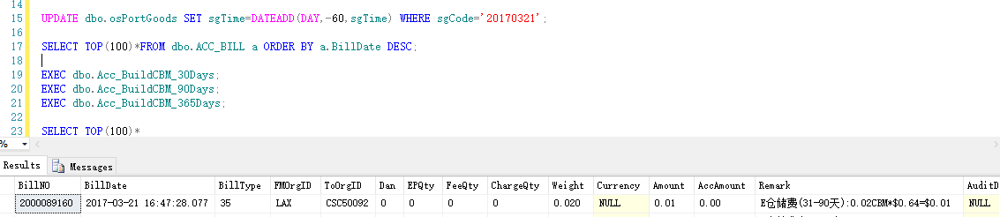 14
15 UPDATE dbo.osPortGoods SET sgTime=DATEADD(DAY,-60,sgTime) WHERE sgCode='20170321';
16
17 SELECT TOP(100)*FROM dbo.ACC_BILL a ORDER BY a.BillDate DESC;
18
19 EXEC dbo.Acc_BuildCBM_30Days;
20 EXEC dbo.Acc_BuildCBM_90Days;
21 EXEC dbo.Acc_BuildCBM_365Days;
22
23 SELECT TOP(100)*
%
Results Messages
BillNO BillDate BillType FMOrgID ToOrgID Dan EPQty FeeQty ChargeQty Weight Currency Amount AccAmount Remark AuditD
2000089160 2017-03-21 16:47:28.077 35 LAX CSC50092 0 0 0 0 0.020 NULL 0.01 0.00 E仓储费(31-90天):0.02CBM*$0.64=$0.01 NULL